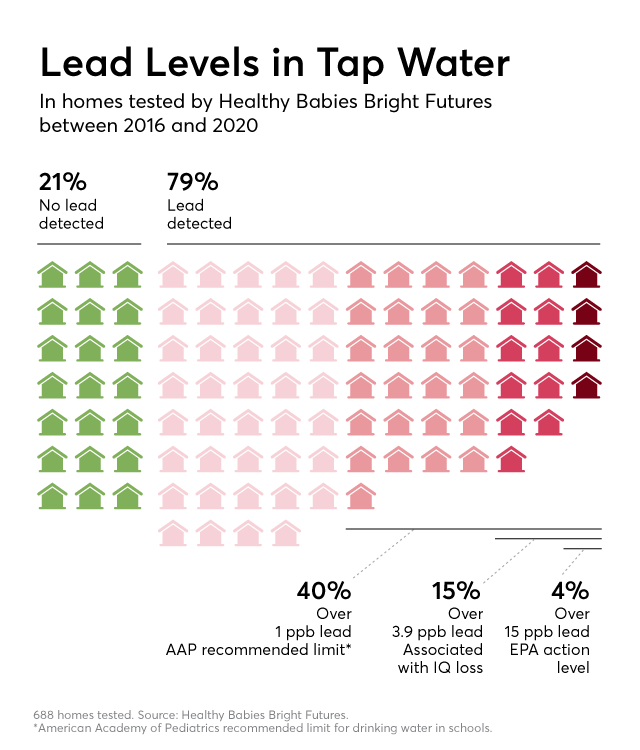 Lead Levels in Tap Water
In homes tested by Healthy Babies Bright Futures
between 2016 and 2020
21%
No lead
detected
79%
Lead
detected
40%
Over
1 ppb lead
AAP recommended limit*
15%
Over
3.9 ppb lead
Associated
with IQ loss
4%
Over
15 ppb lead
EPA action
level
688 homes tested. Source: Healthy Babies Bright Futures.
*American Academy of Pediatrics recommended limit for drinking water in schools.